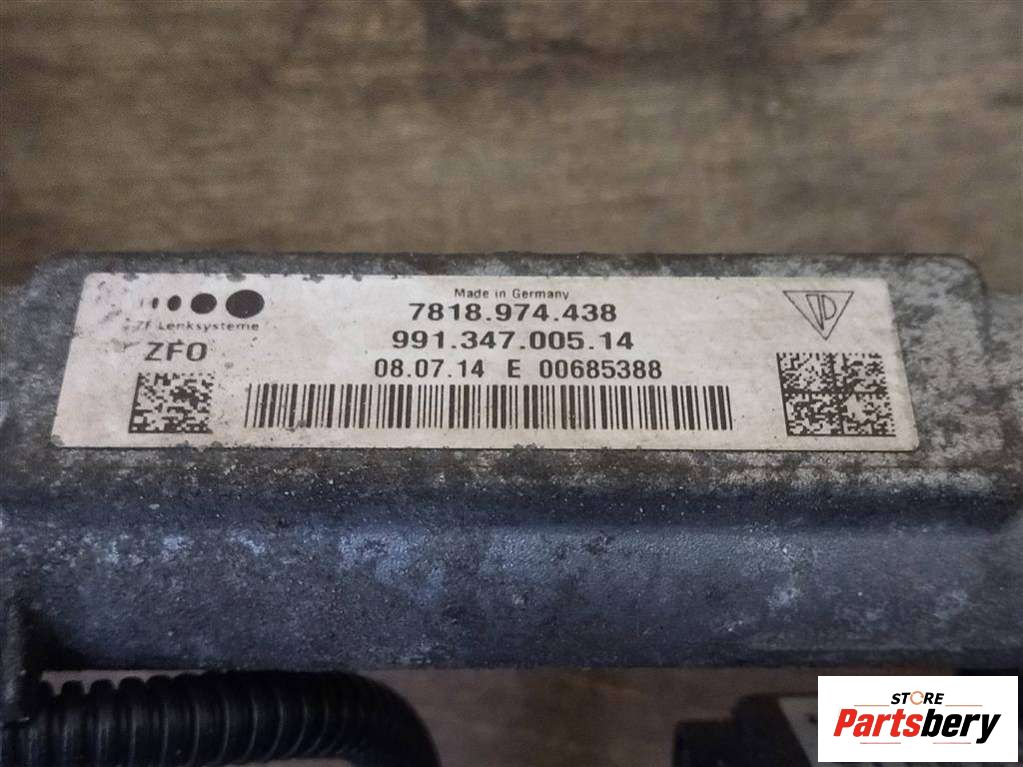 Made in Germany
7818.974.438
ZF Lenksysteme
991.347.005.14
ZFO
08.07.14 E 00685388
STORE
Partsbery